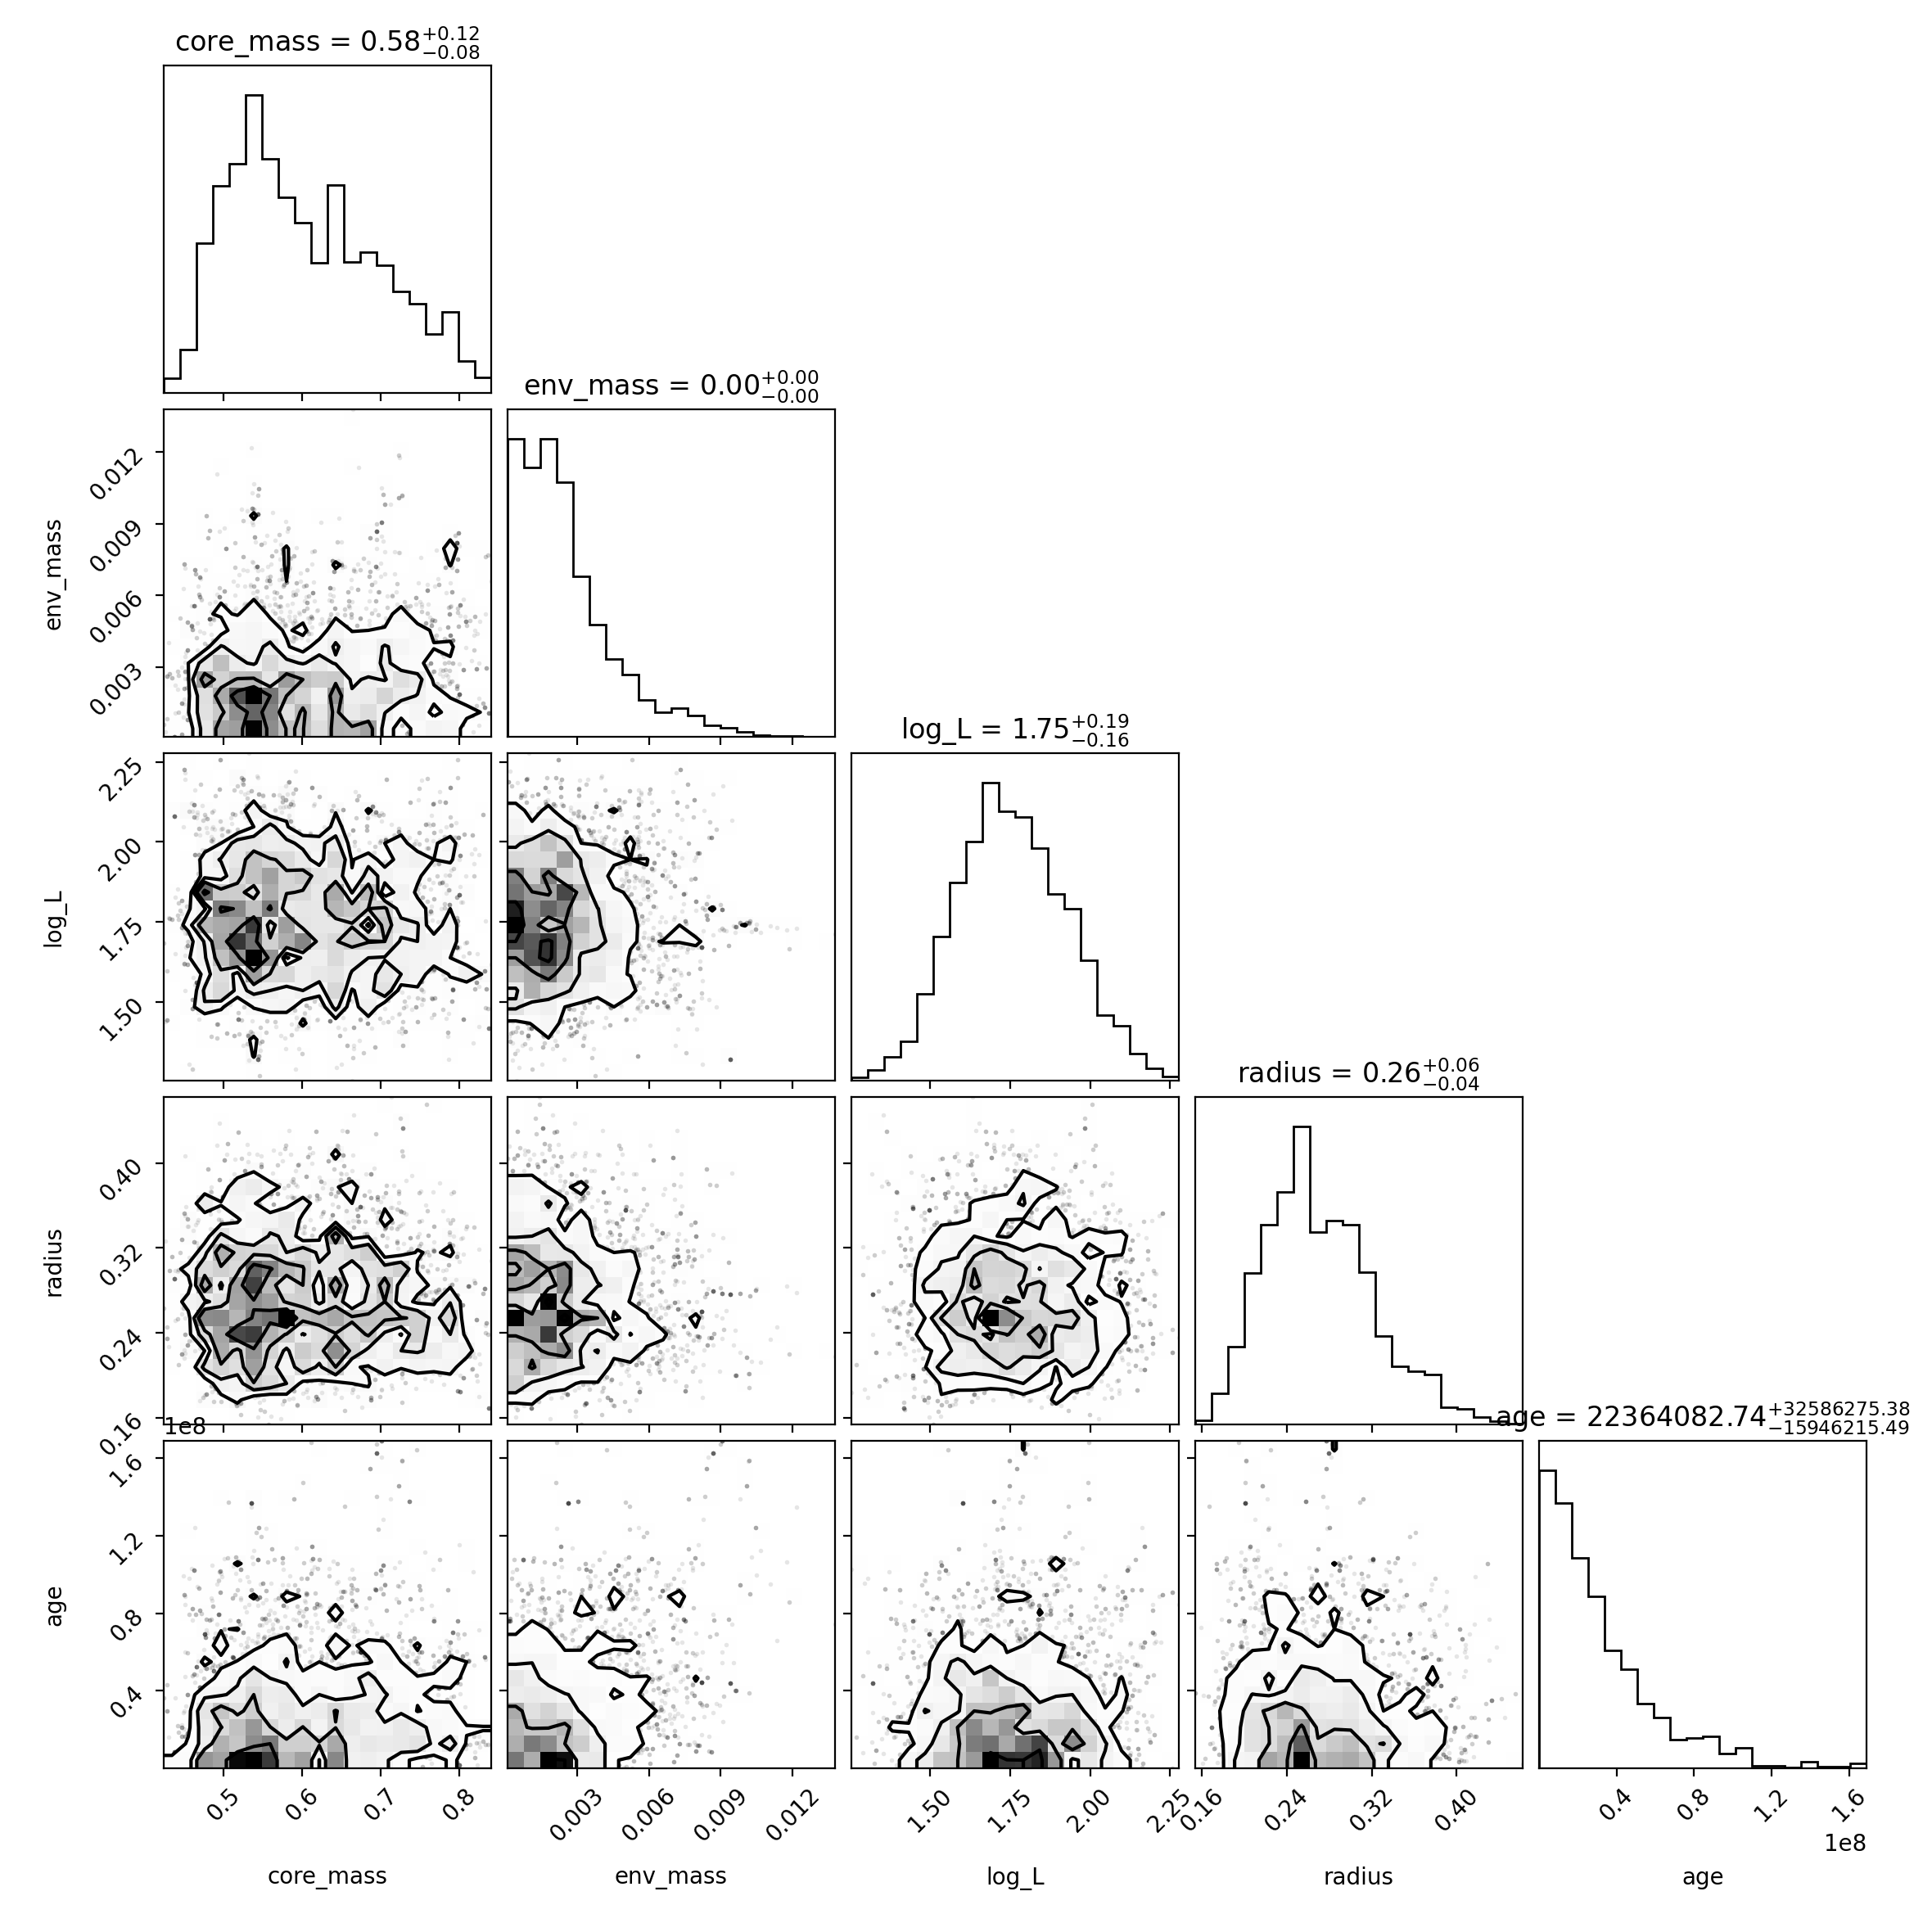 core_mass = 0.58+0.12−0.08
env_mass = 0.00+0.00−0.00
0.012
0.009
0.006
0.003
env_mass
log_L = 1.75+0.19−0.16
2.25
2.00
1.75
1.50
log_L
radius = 0.26+0.06−0.04
0.40
0.32
0.24
0.16
radius
1e8
age = 22364082.74+32586275.38−15946215.49
1.6
1.2
0.8
0.4
age
0.5 0.6 0.7 0.8 0.003 0.006 0.009 0.012 1.50 1.75 2.00 2.25 0.16 0.24 0.32 0.40 0.4 0.8 1.2 1.6
1e8
core_mass env_mass log_L radius age